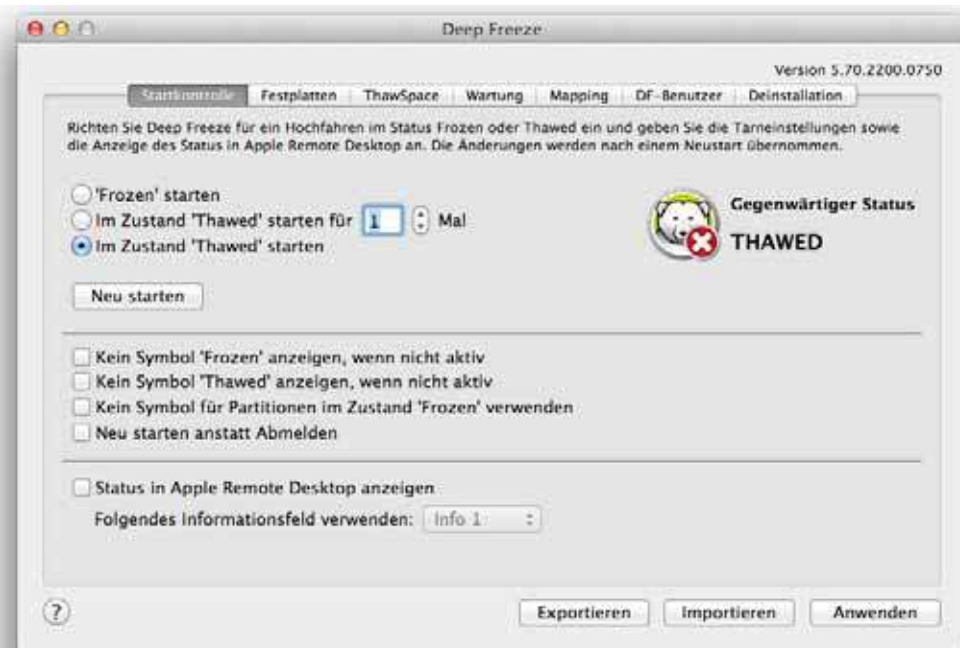 Deep Freeze
Version 5.70.2200.0750
Startkontrolle Festplatten ThawSpace Wartung Mapping DF-Benutzer Deinstallation
Richten Sie Deep Freeze für ein Hochfahren im Status Frozen oder Thawed ein und geben Sie die Tarneinstellungen sowie
die Anzeige des Status in Apple Remote Desktop an. Die Änderungen werden nach einem Neustart übernommen.
'Frozen' starten
Im Zustand 'Thawed' starten für 1 Mal
Im Zustand 'Thawed' starten
Gegenwärtiger Status
THAWED
Neu starten
Kein Symbol 'Frozen' anzeigen, wenn nicht aktiv
Kein Symbol 'Thawed' anzeigen, wenn nicht aktiv
Kein Symbol für Partitionen im Zustand 'Frozen' verwenden
Neu starten anstatt Abmelden
Status in Apple Remote Desktop anzeigen
Folgendes Informationsfeld verwenden: Info 1
? Exportieren Importieren Anwenden